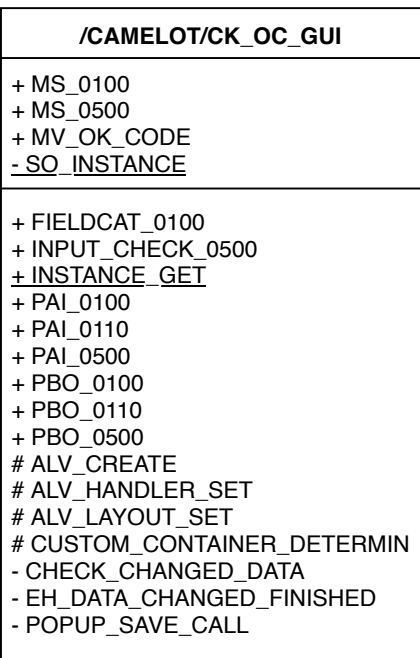 /CAMELOT/CK_OC_GUI
+ MS_0100
+ MS_0500
+ MV_OK_CODE
- SO_INSTANCE
+ FIELDCAT_0100
+ INPUT_CHECK_0500
+ INSTANCE_GET
+ PAI_0100
+ PAI_0110
+ PAI_0500
+ PBO_0100
+ PBO_0110
+ PBO_0500
# ALV_CREATE
# ALV_HANDLER_SET
# ALV_LAYOUT_SET
# CUSTOM_CONTAINER_DETERMIN
- CHECK_CHANGED_DATA
- EH_DATA_CHANGED_FINISHED
- POPUP_SAVE_CALL